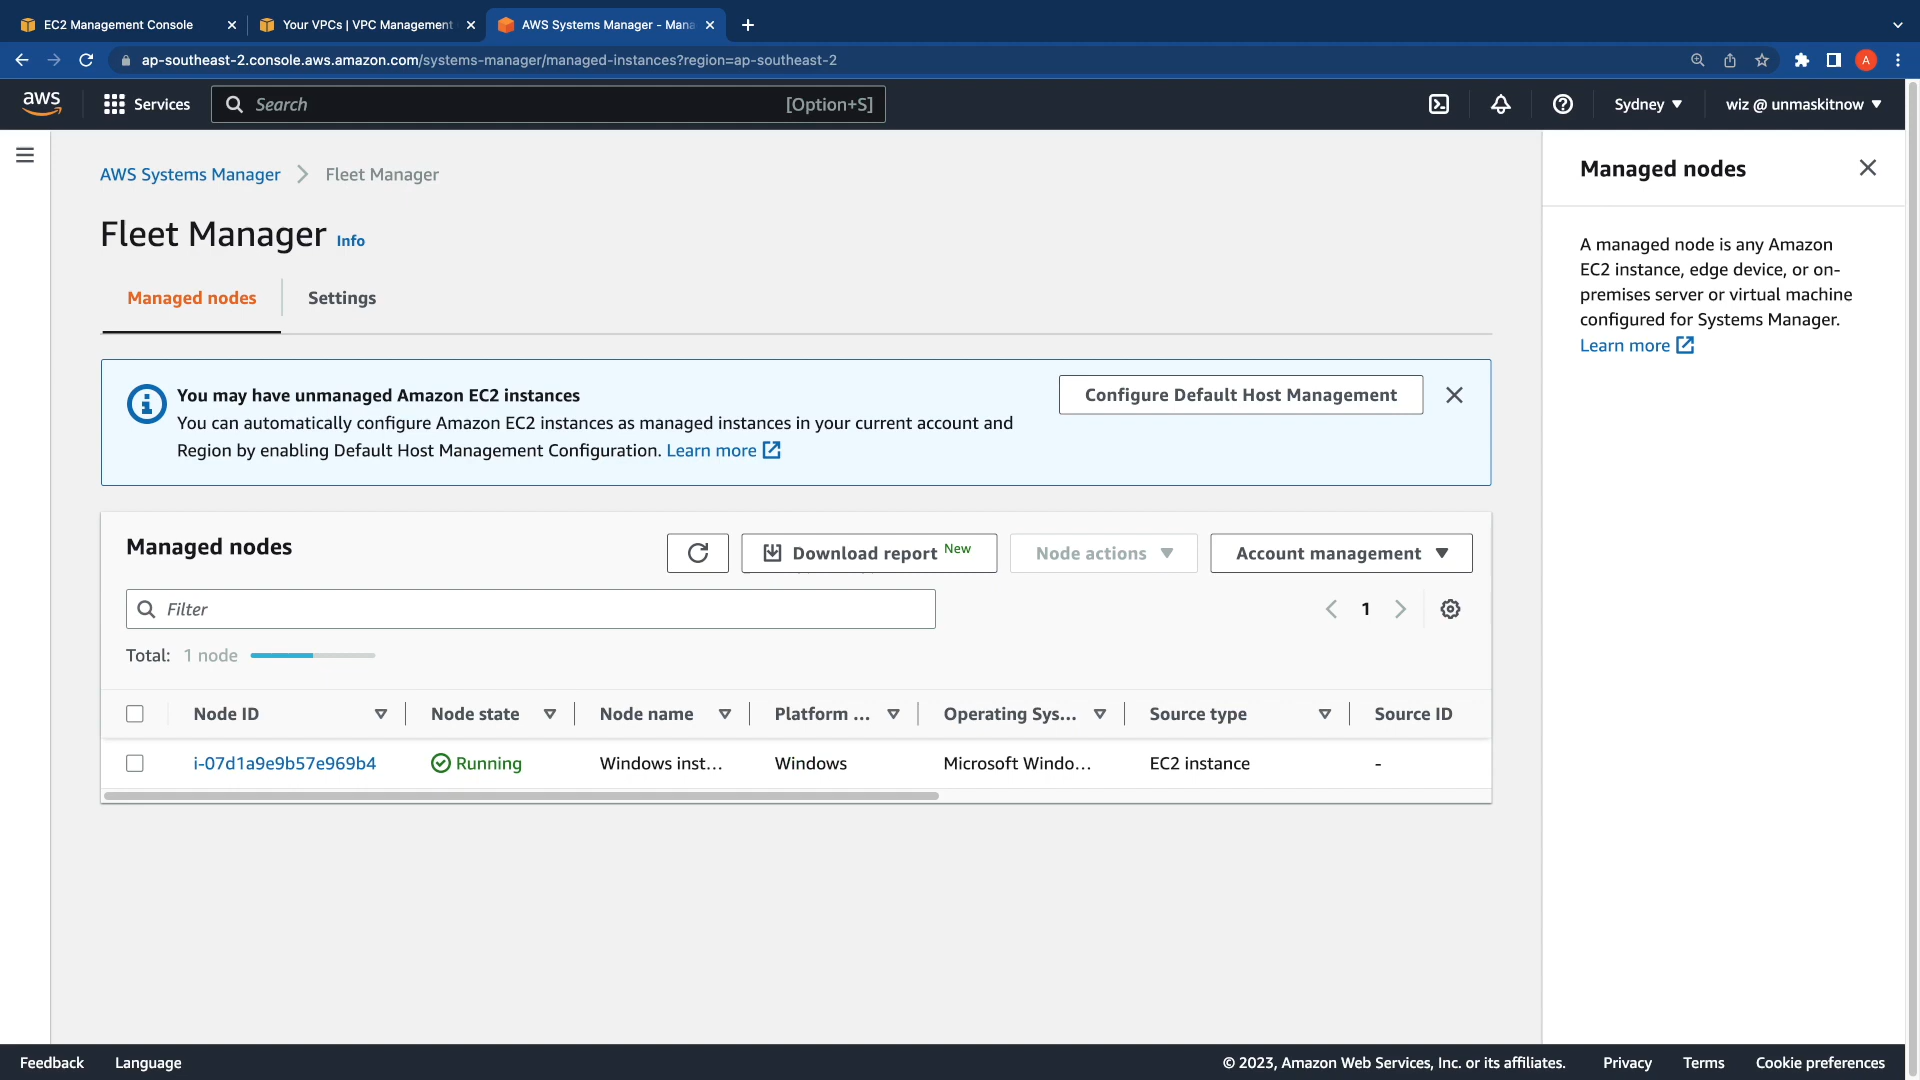 EC2 Management Console
Your VPCs | VPC Management
AWS Systems Manager - Mana
ap-southeast-2.console.aws.amazon.com/systems-manager/managed-instances?region=ap-southeast-2
A
aws
Services
Search
[Option+S]
Sydney
wiz @ unmaskitnow
AWS Systems Manager
Fleet Manager
Fleet Manager Info
Managed nodes
Settings
You may have unmanaged Amazon EC2 instances
You can automatically configure Amazon EC2 instances as managed instances in your current account and
Region by enabling Default Host Management Configuration. Learn more
Configure Default Host Management
Managed nodes
Download report New
Node actions
Account management
Filter
1
Total: 1 node
Node ID
Node state
Node name
Platform ...
Operating Sys...
Source type
Source ID
i-07d1a9e9b57e969b4
Running
Windows inst...
Windows
Microsoft Windo...
EC2 instance
-
Managed nodes
A managed node is any Amazon
EC2 instance, edge device, or on-
premises server or virtual machine
configured for Systems Manager.
Learn more
Feedback
Language
© 2023, Amazon Web Services, Inc. or its affiliates.
Privacy
Terms
Cookie preferences